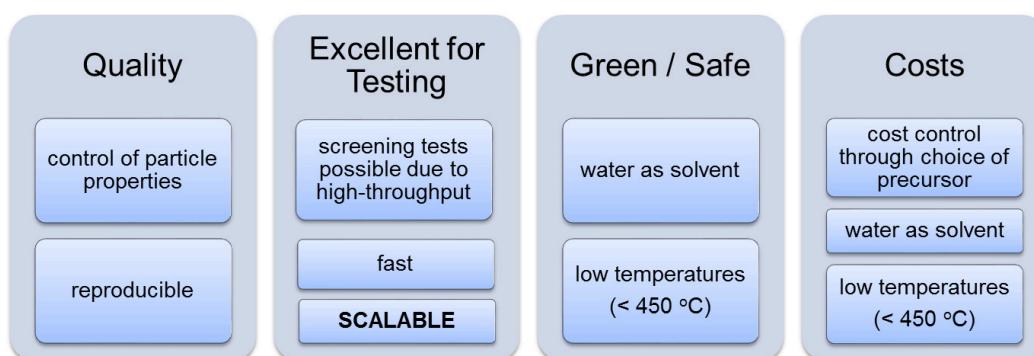 Quality
control of particle
properties
reproducible
Excellent for
Testing
screening tests
possible due to
high-throughput
fast
SCALABLE
Green / Safe
water as solvent
low temperatures
(< 450 °C)
Costs
cost control
through choice of
precursor
water as solvent
low temperatures
(< 450 °C)